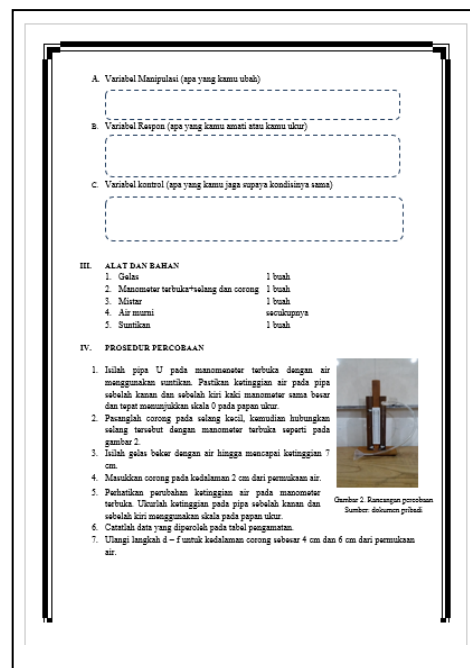 A. Variabel Manipulasi (apa yang kamu ubah)
B. Variabel Respon (apa yang kamu amati atau kamu ukur)
C. Variabel kontrol (apa yang kamu jaga supaya kondisinya sama)
III. ALAT DAN BAHAN
1. Gelas 1 buah
2. Manometer terbuka+selang dan corong 1 buah
3. Mistar 1 buah
4. Air murni secukupnya
5. Suntikan 1 buah
IV. PROSEDUR PERCOBAAN
1. Isilah pipa U pada manomeneter terbuka dengan air
menggunakan suntikan. Pastikan ketinggian air pada pipa
sebelah kanan dan sebelah kiri kaki manometer sama besar
dan tepat menunjukkan skala 0 pada papan ukur.
2. Pasanglah corong pada selang kecil, kemudian hubungkan
selang tersebut dengan manometer terbuka seperti pada
gambar 2.
3. Isilah gelas beker dengan air hingga mencapai ketinggian 7
cm.
4. Masukkan corong pada kedalaman 2 cm dari permukaan air.
5. Perhatikan perubahan ketinggian air pada manometer
terbuka. Ukurlah ketinggian pada pipa sebelah kanan dan
sebelah kiri menggunakan skala pada papan ukur.
6. Catatlah data yang diperoleh pada tabel pengamatan.
7. Ulangi langkah d – f untuk kedalaman corong sebesar 4 cm dan 6 cm dari permukaan
air.
Gambar 2. Rancangan percobaan
Sumber: dokumen pribadi